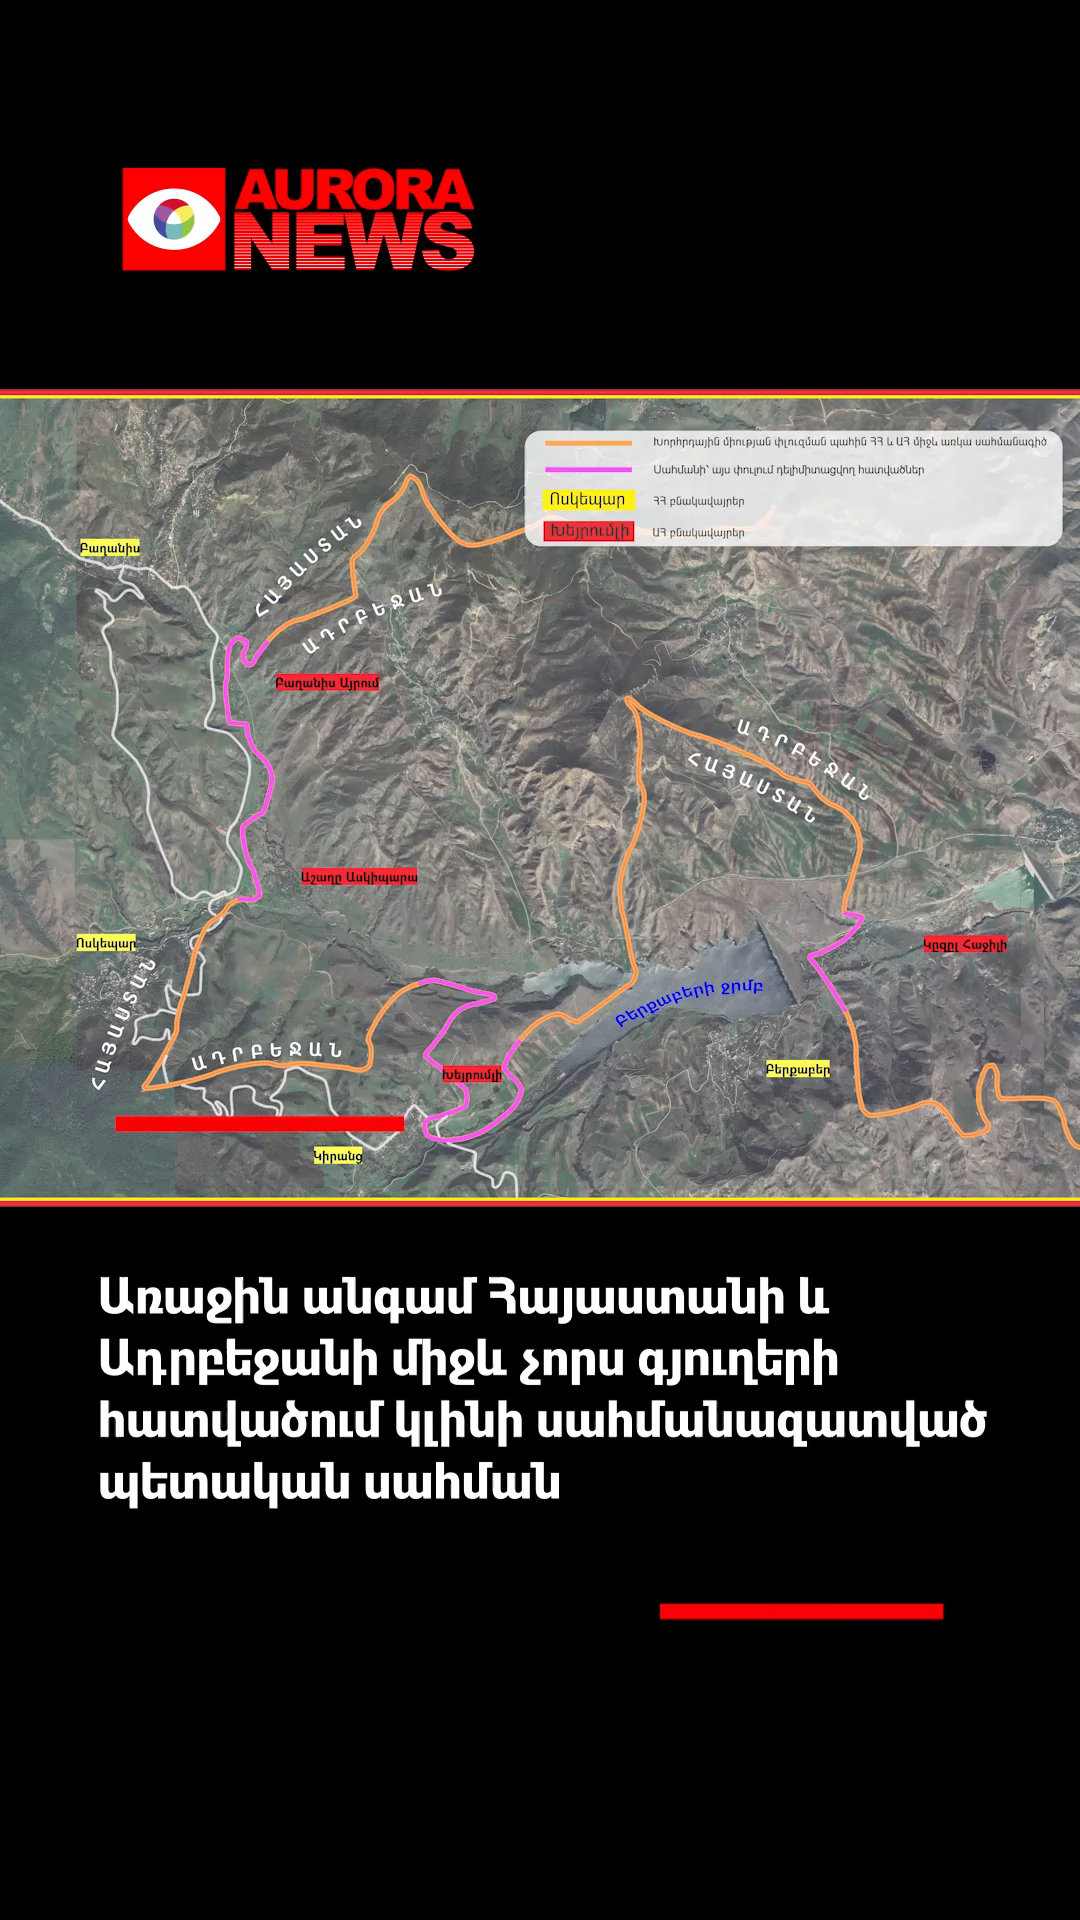 AURORA
NEWS
Խորհրդային միության փլուզման պահին ՀՀ և ԱՀ միջև առկա սահմանագիծ
Սահմանի՝ այս փուլում դելիմիտացվող հատվածներ
Ոսկեպար ՀՀ բնակավայրեր
Խեյրումլի ԱՀ բնակավայրեր
ՀԱՅԱՍՏԱՆ
Բաղանիս
ԱԴՐԲԵՋԱՆ
Բաղանիս Այրում
ԱԴՐԲԵՋԱՆ
ՀԱՅԱՍՏԱՆ
Աշաղը Ասկիպարա
Ոսկեպար
Կըզըլ Հաջիլի
ՀԱՅԱՍՏԱՆ
Բերքաբերի ջրմբ
ԱԴՐԲԵՋԱՆ
Խեյրումլի
Բերքաբեր
Կիրանց
Առաջին անգամ Հայաստանի և
Ադրբեջանի միջև չորս գյուղերի
հատվածում կլինի սահմանազատված
պետական սահման